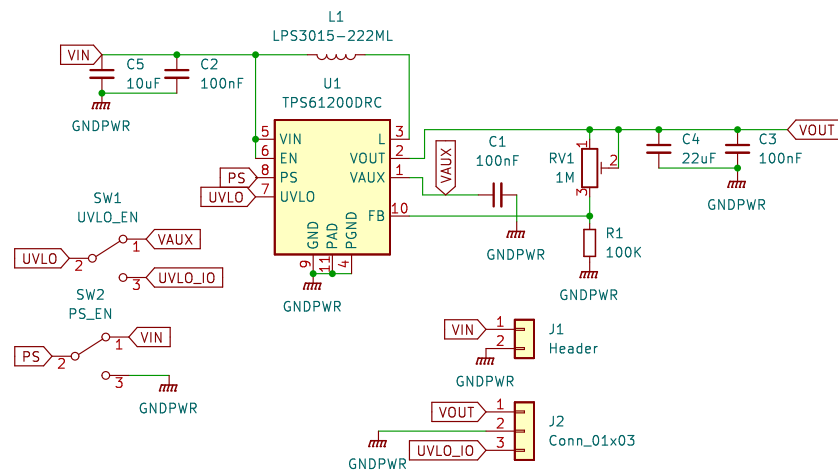 L1
LPS3015-222ML
VIN
C5
10uF
C2
100nF
GNDPWR
U1
TPS61200DRC
5
VIN
6
EN
8
PS
7
UVLO
L
3
VOUT
2
VAUX
1
FB
10
GND
PAD
PGND
9
11
4
GNDPWR
PS
UVLO
VAUX
C1
100nF
GNDPWR
RV1
1M
1
2
3
C4
22uF
C3
100nF
VOUT
GNDPWR
R1
100K
GNDPWR
SW1
UVLO_EN
UVLO
2
1
VAUX
3
UVLO_IO
SW2
PS_EN
PS
2
1
VIN
3
GNDPWR
VIN
1
2
J1
Header
GNDPWR
VOUT
1
2
UVLO_IO
3
J2
Conn_01x03
GNDPWR